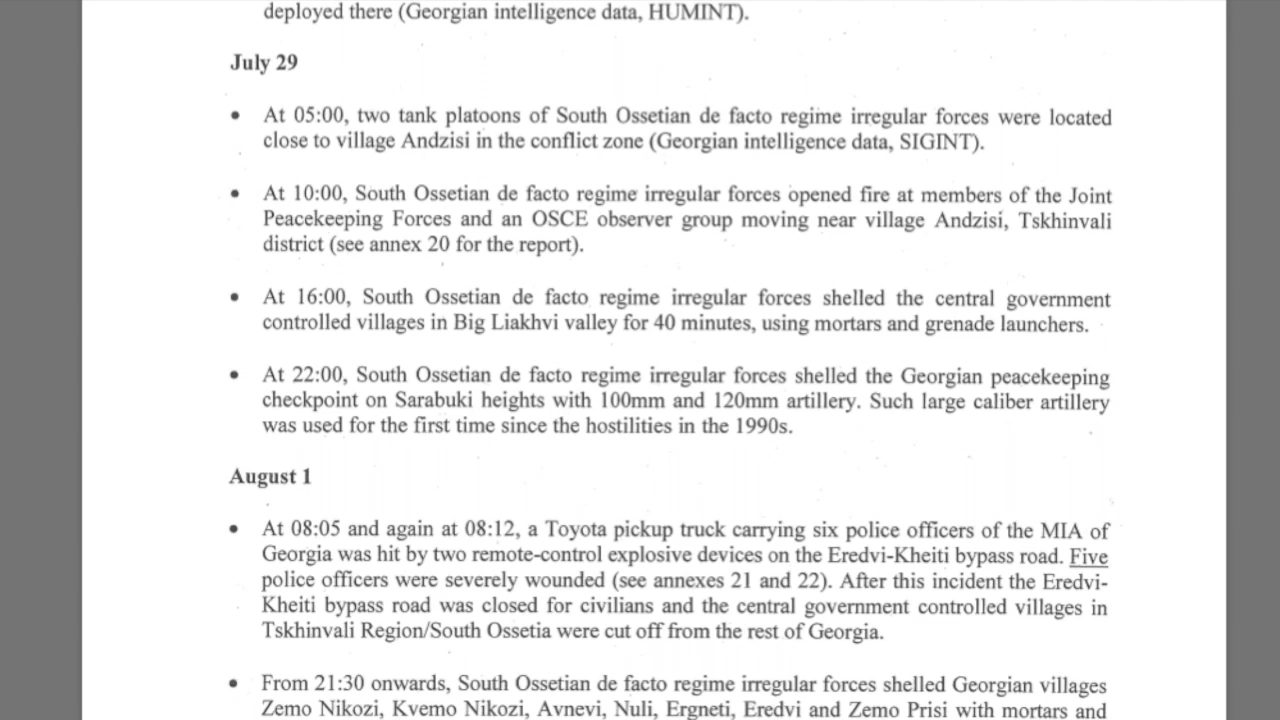 deployed there (Georgian intelligence data, HUMINT).
July 29
• At 05:00, two tank platoons of South Ossetian de facto regime irregular forces were located
close to village Andzisi in the conflict zone (Georgian intelligence data, SIGINT).
• At 10:00, South Ossetian de facto regime irregular forces opened fire at members of the Joint
Peacekeeping Forces and an OSCE observer group moving near village Andzisi, Tskhinvali
district (see annex 20 for the report).
• At 16:00, South Ossetian de facto regime irregular forces shelled the central government
controlled villages in Big Liakhvi valley for 40 minutes, using mortars and grenade launchers.
• At 22:00, South Ossetian de facto regime irregular forces shelled the Georgian peacekeeping
checkpoint on Sarabuki heights with 100mm and 120mm artillery. Such large caliber artillery
was used for the first time since the hostilities in the 1990s.
August 1
• At 08:05 and again at 08:12, a Toyota pickup truck carrying six police officers of the MIA of
Georgia was hit by two remote-control explosive devices on the Eredvi-Kheiti bypass road. Five
police officers were severely wounded (see annexes 21 and 22). After this incident the Eredvi-
Kheiti bypass road was closed for civilians and the central government controlled villages in
Tskhinvali Region/South Ossetia were cut off from the rest of Georgia.
• From 21:30 onwards, South Ossetian de facto regime irregular forces shelled Georgian villages
Zemo Nikozi, Kvemo Nikozi, Avnevi, Nuli, Ergneti, Eredvi and Zemo Prisi with mortars and